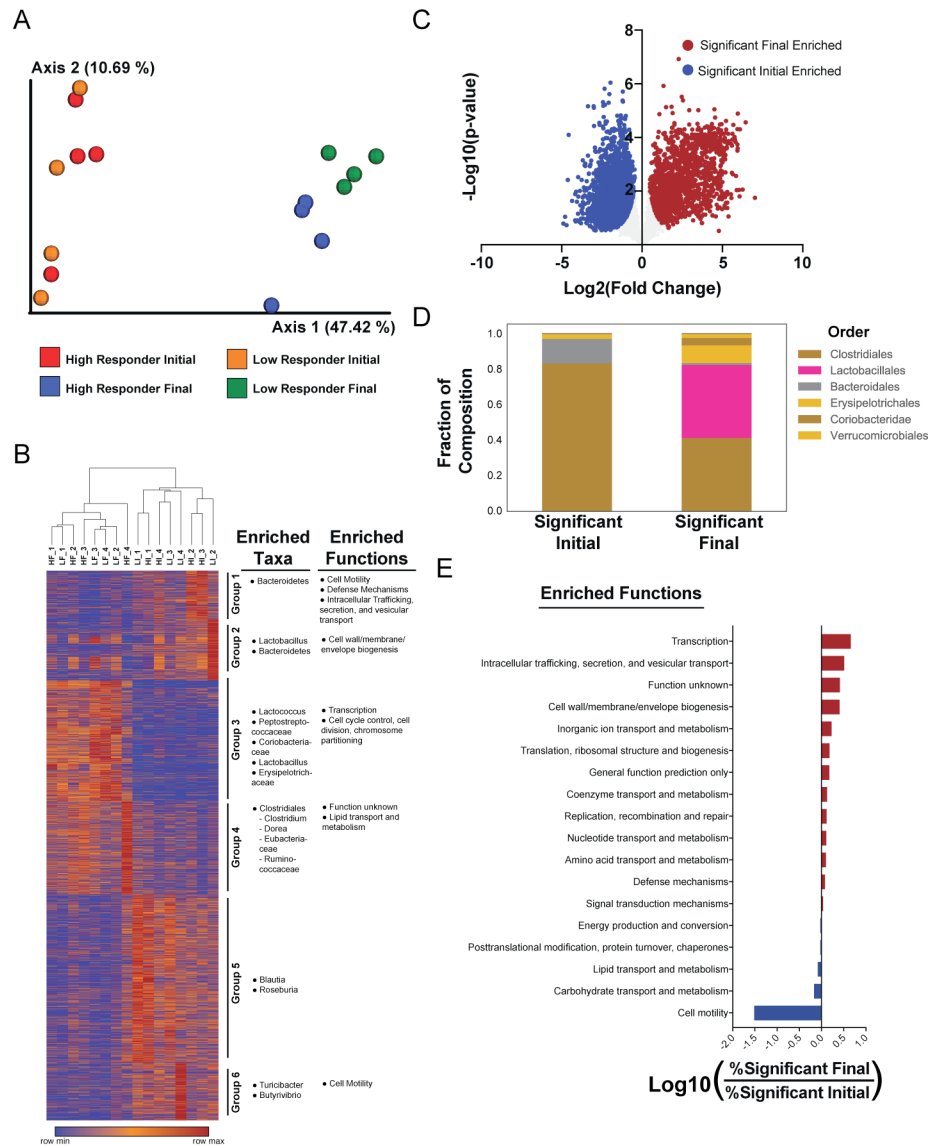 A
Axis 2 (10.69 %)
Axis 1 (47.42 %)
High Responder Initial
Low Responder Initial
High Responder Final
Low Responder Final
B
HF_1
LF_1
HF_2
HF_3
LF_3
LF_4
LF_2
HF_4
LI_1
HI_1
HI_4
LI_3
LI_4
HI_2
HI_3
LI_2
Enriched
Taxa
Enriched
Functions
Group 1
● Bacteroidetes
● Cell Motility
● Defense Mechanisms
● Intracellular Trafficking,
secretion, and vesicular
transport
Group 2
● Lactobacillus
● Bacteroidetes
● Cell wall/membrane/
envelope biogenesis
Group 3
● Lactococcus
● Peptostrepto-
coccaceae
● Coriobacteria-
ceae
● Lactobacillus
● Erysipelotrich-
aceae
● Transcription
● Cell cycle control, cell
division, chromosome
partitioning
Group 4
● Clostridiales
- Clostridium
- Dorea
- Eubacteria-
ceae
- Rumino-
coccaceae
● Function unknown
● Lipid transport and
metabolism
Group 5
● Blautia
● Roseburia
Group 6
● Turicibacter
● Butyrivibrio
● Cell Motility
row min
row max
C
8
6
4
2
-10
-5
0
5
10
-Log10(p-value)
Log2(Fold Change)
Significant Final Enriched
Significant Initial Enriched
D
1.0
0.8
0.6
0.4
0.2
0.0
Fraction of
Composition
Significant
Initial
Significant
Final
Order
Clostridiales
Lactobacillales
Bacteroidales
Erysipelotrichales
Coriobacteridae
Verrucomicrobiales
E
Enriched Functions
Transcription
Intracellular trafficking, secretion, and vesicular transport
Function unknown
Cell wall/membrane/envelope biogenesis
Inorganic ion transport and metabolism
Translation, ribosomal structure and biogenesis
General function prediction only
Coenzyme transport and metabolism
Replication, recombination and repair
Nucleotide transport and metabolism
Amino acid transport and metabolism
Defense mechanisms
Signal transduction mechanisms
Energy production and conversion
Posttranslational modification, protein turnover, chaperones
Lipid transport and metabolism
Carbohydrate transport and metabolism
Cell motility
-2.0
-1.5
-1.0
-0.5
0.0
0.5
1.0
Log10(%Significant Final
%Significant Initial)